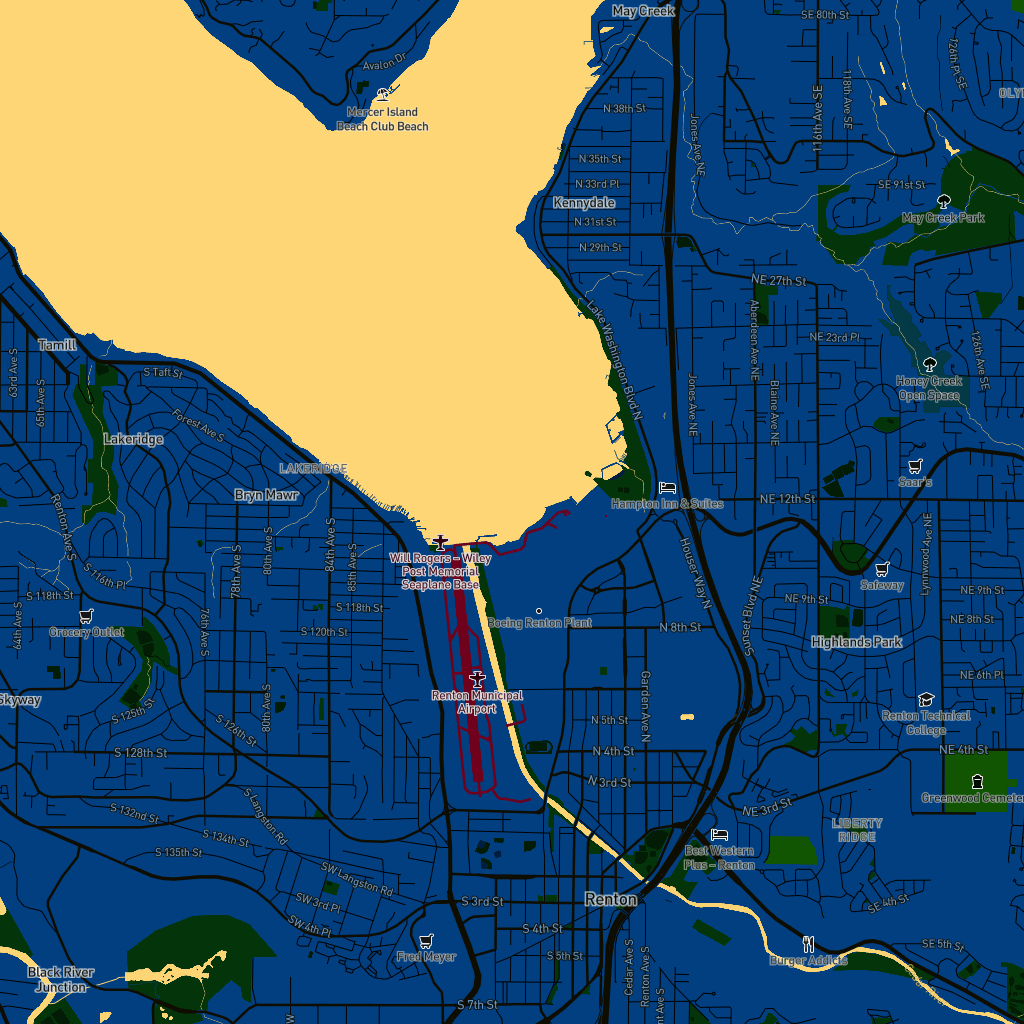 May Creek
SE 80th St
126th Pl SE
Avalon Dr
118th Ave SE
116th Ave SE
Mercer Island
Beach Club Beach
N 38th St
Jones Ave NE
N 35th St
N 33rd Pl
SE 91st St
Kennydale
May Creek Park
N 31st St
N 29th St
NE 27th St
Aberdeen Ave NE
Lake Washington Blvd N
NE 23rd Pl
126th Ave SE
Tamill
63rd Ave S
65th Ave S
S Taft St
Jones Ave NE
Blaine Ave NE
Honey Creek
Open Space
Forest Ave S
Lakeridge
LAKERIDGE
Saar's
Bryn Mawr
Hampton Inn & Suites
NE 12th St
Renton Ave S
80th Ave S
84th Ave S
78th Ave S
85th Ave S
Will Rogers – Wiley
Post Memorial
Seaplane Base
Houser Way N
Lynnwood Ave NE
S 116th Pl
Safeway
S 118th St
64th Ave S
76th Ave S
S 118th St
NE 9th St
NE 9th St
Sunset Blvd NE
Grocery Outlet
S 120th St
Boeing Renton Plant
N 8th St
NE 8th St
Highlands Park
Skyway
80th Ave S
Garden Ave N
NE 6th Pl
Renton Municipal
Airport
S 125th St
S 126th St
N 5th St
Renton Technical
College
S 128th St
N 4th St
NE 4th St
N 3rd St
Greenwood Cemeter
S 132nd St
S Langston Rd
NE 3rd St
LIBERTY
RIDGE
S 134th St
S 135th St
Best Western
Plus – Renton
SW Langston Rd
SW 3rd Pl
S 3rd St
Renton
SE 4th St
SW 4th Pl
S 4th St
Fred Meyer
S 5th St
Cedar Ave S
Renton Ave S
SE 5th St
Burger Addicts
Black River
Junction
S 7th St